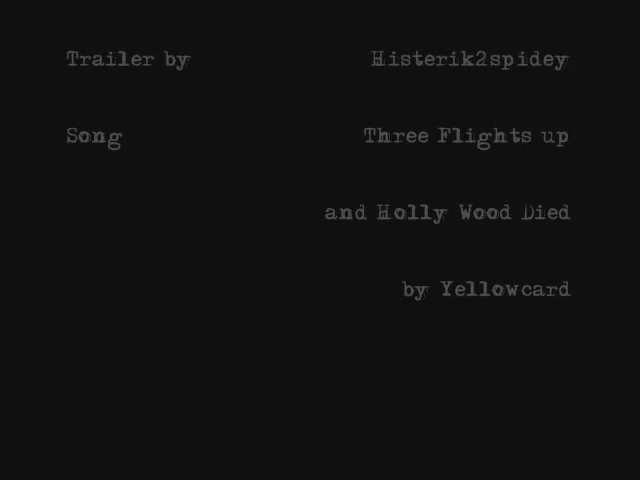 Trailer by Histerik2spidey
Song Three Flights up
and Holly Wood Died
by Yellowcard